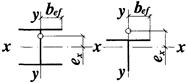 y b_ef y b_ef
x e_x e_x x
y y